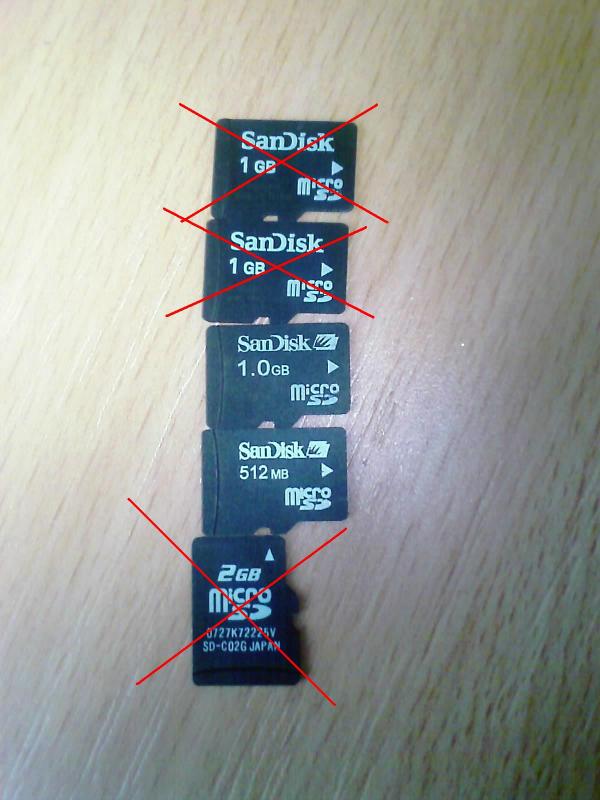 SanDisk
1 GB
micro
SD
SanDisk
1 GB
micro
SD
SanDisk
1.0GB
micro
SD
SanDisk
512 MB
micro
SD
2GB
micro
SD
0727K72225V
SD-C02G JAPAN